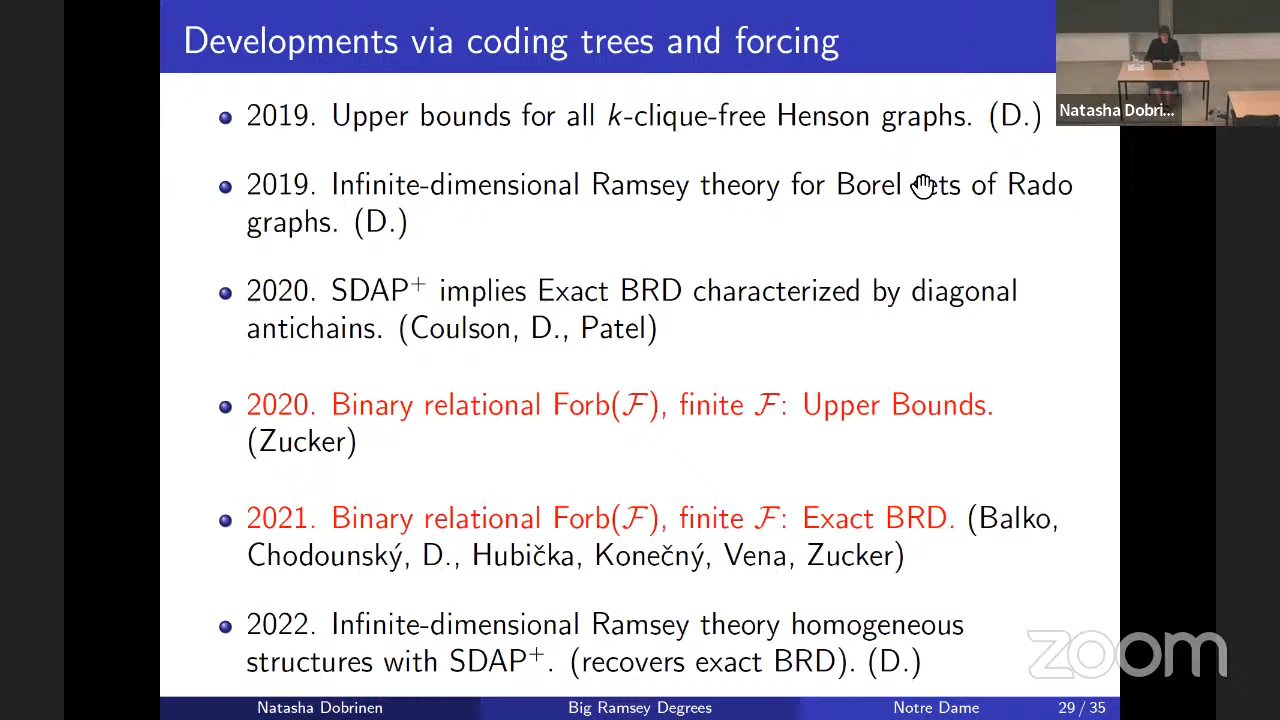 Developments via coding trees and forcing
2019. Upper bounds for all k-clique-free Henson graphs. (D.)
Natasha Dobri...
2019. Infinite-dimensional Ramsey theory for Borel sets of Rado
graphs. (D.)
2020. SDAP⁺ implies Exact BRD characterized by diagonal
antichains. (Coulson, D., Patel)
2020. Binary relational Forb(ℱ), finite ℱ: Upper Bounds.
(Zucker)
2021. Binary relational Forb(ℱ), finite ℱ: Exact BRD. (Balko,
Chodounský, D., Hubička, Konečný, Vena, Zucker)
2022. Infinite-dimensional Ramsey theory homogeneous
structures with SDAP⁺. (recovers exact BRD). (D.)
zoom
Natasha Dobrinen Big Ramsey Degrees Notre Dame 29 / 35